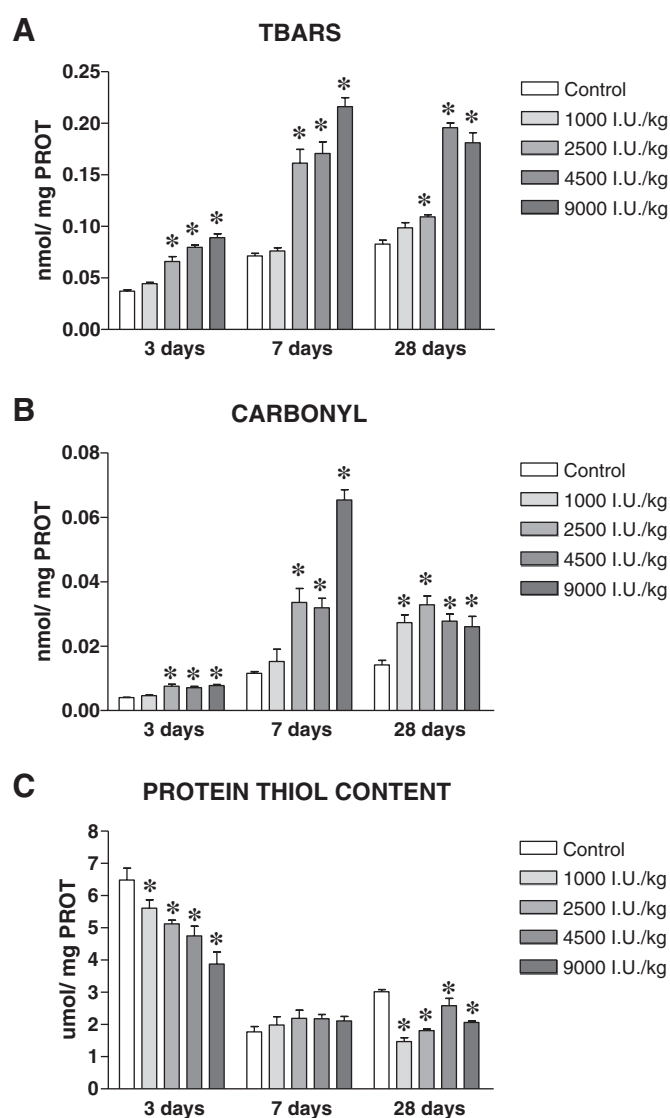 A
TBARS
nmol/ mg PROT
0.25
0.20
0.15
0.10
0.05
0.00
* * *
* * *
* * *
3 days 7 days 28 days
Control
1000 I.U./kg
2500 I.U./kg
4500 I.U./kg
9000 I.U./kg
B
CARBONYL
nmol/ mg PROT
0.08
0.06
0.04
0.02
0.00
* * *
* * *
* * * *
3 days 7 days 28 days
Control
1000 I.U./kg
2500 I.U./kg
4500 I.U./kg
9000 I.U./kg
C
PROTEIN THIOL CONTENT
umol/ mg PROT
8
7
6
5
4
3
2
1
0
* * * *
* * * *
3 days 7 days 28 days
Control
1000 I.U./kg
2500 I.U./kg
4500 I.U./kg
9000 I.U./kg